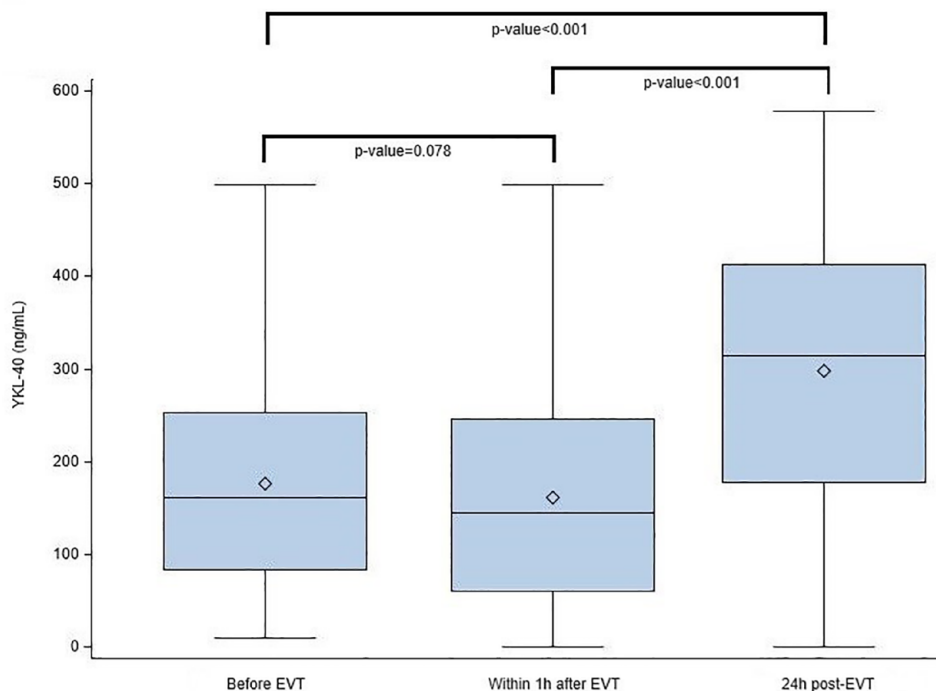 p-value<0.001
p-value<0.001
p-value=0.078
600
500
400
300
200
100
0
YKL-40 (ng/mL)
Before EVT
Within 1h after EVT
24h post-EVT